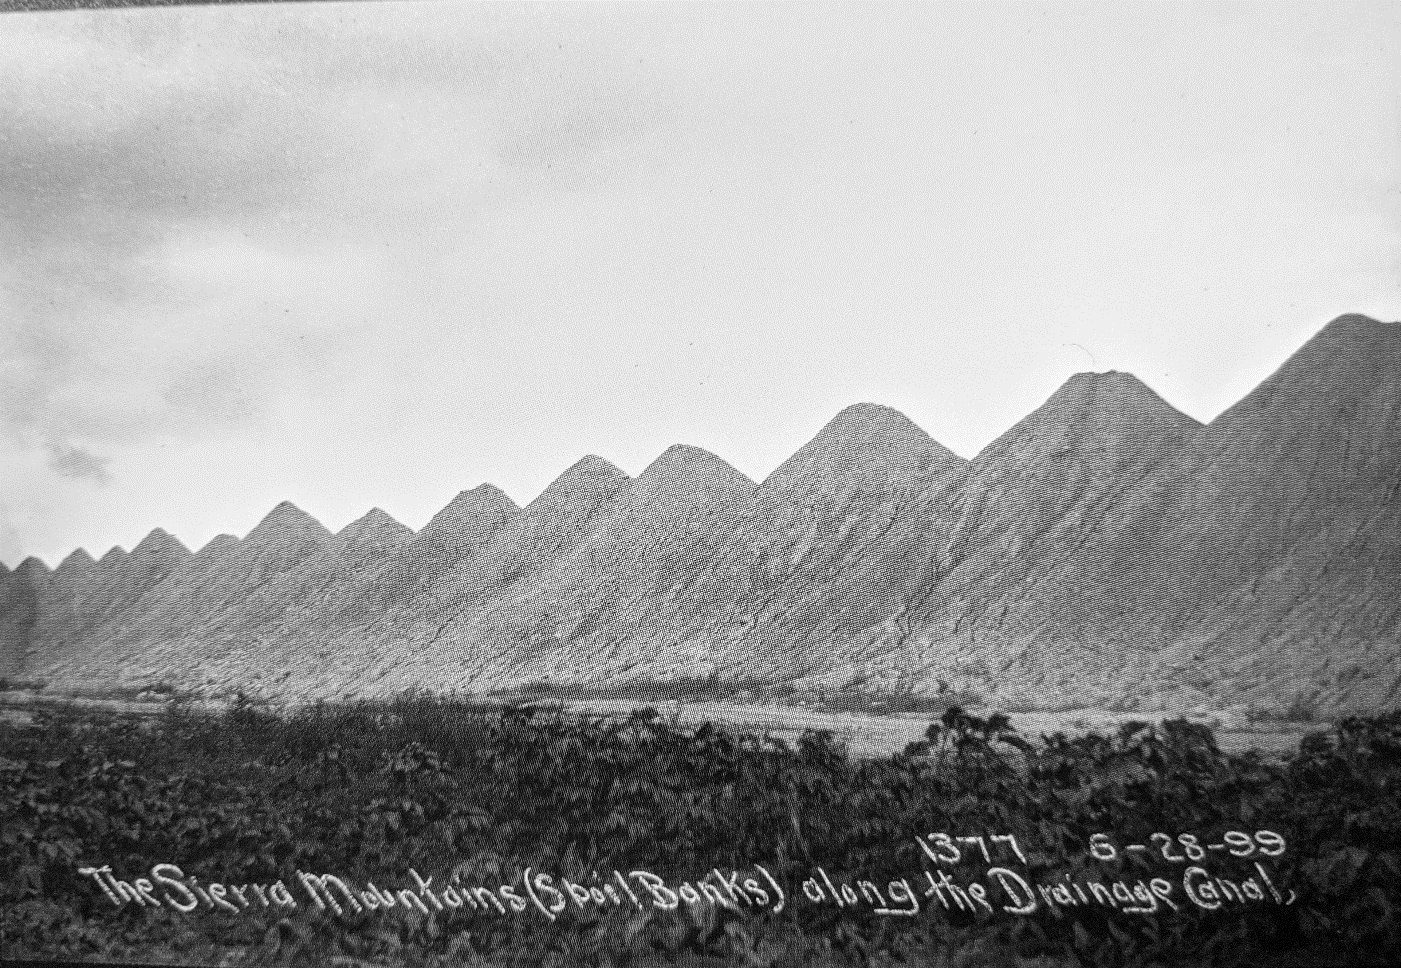 1377 6-28-99
The Sierra Mountains (Spoil Banks) along the Drainage Canal,